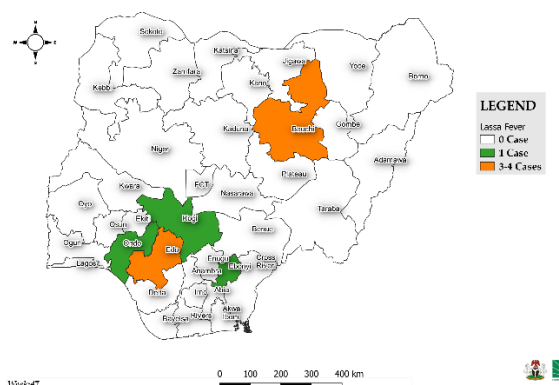 N
W E
S
Sokoto
Katsina
Jigawa
Yobe
Borno
Zamfara
Kano
Kebbi
Kaduna
Bauchi
Gombe
Adamawa
Niger
Plateau
FCT
Kwara
Nasarawa
Taraba
Oyo
Kogi
Ekiti
Osun
Benue
Ondo
Edo
Ogun
Enugu
Cross
River
Ebonyi
Lagos
Anambra
Delta
Imo
Abia
Akwa
Ibom
Bayelsa
Rivers
LEGEND
Lassa Fever
0 Case
1 Case
3-4 Cases
Week47
0 100 200 300 400 km